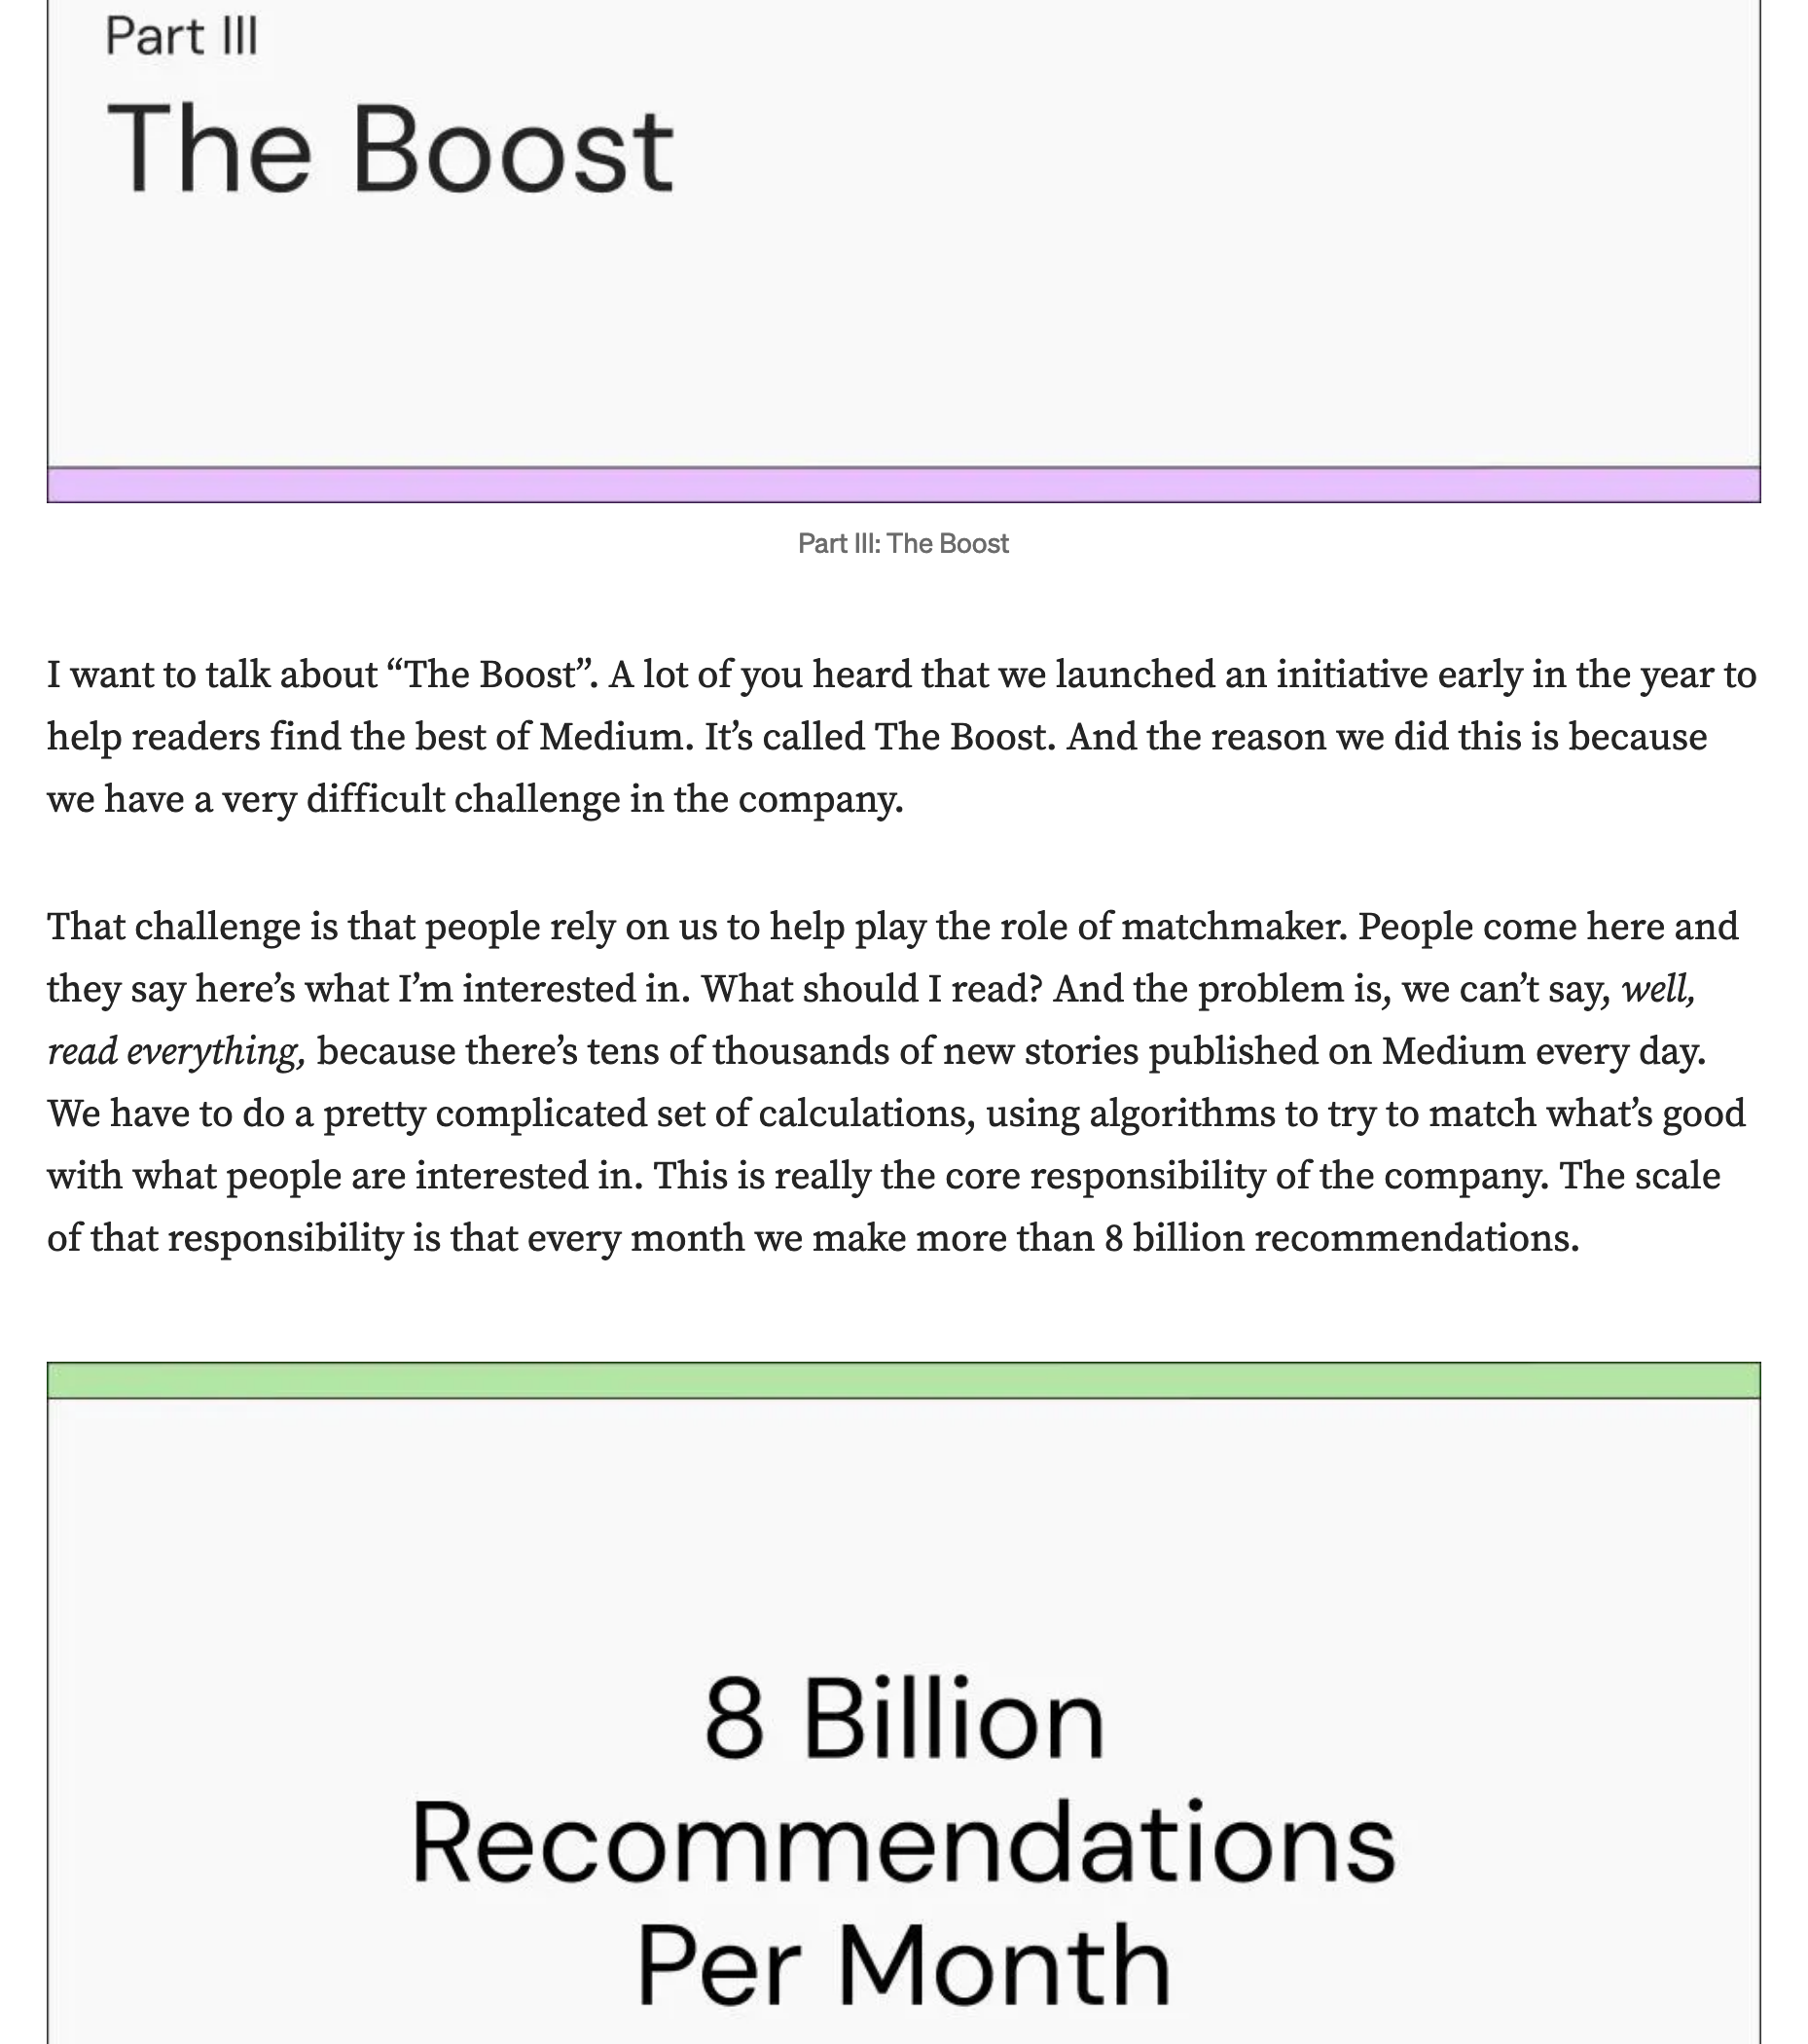 Part III
The Boost
Part III: The Boost
I want to talk about “The Boost”. A lot of you heard that we launched an initiative early in the year to
help readers find the best of Medium. It’s called The Boost. And the reason we did this is because
we have a very difficult challenge in the company.
That challenge is that people rely on us to help play the role of matchmaker. People come here and
they say here’s what I’m interested in. What should I read? And the problem is, we can’t say, well,
read everything, because there’s tens of thousands of new stories published on Medium every day.
We have to do a pretty complicated set of calculations, using algorithms to try to match what’s good
with what people are interested in. This is really the core responsibility of the company. The scale
of that responsibility is that every month we make more than 8 billion recommendations.
8 Billion
Recommendations
Per Month